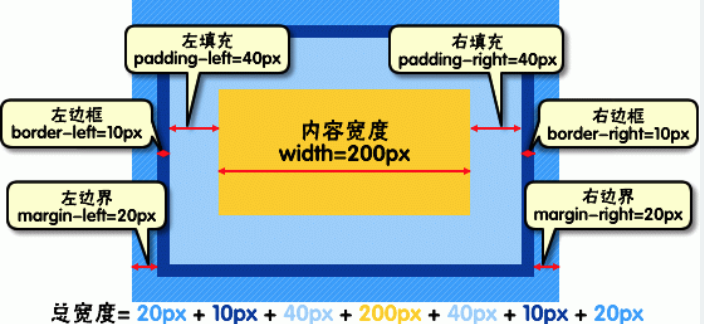 左填充
padding-left=40px
右填充
padding-right=40px
左边框
border-left=10px
内容宽度
width=200px
右边框
border-right=10px
左边界
margin-left=20px
右边界
margin-right=20px
总宽度= 20px + 10px + 40px + 200px + 40px + 10px + 20px